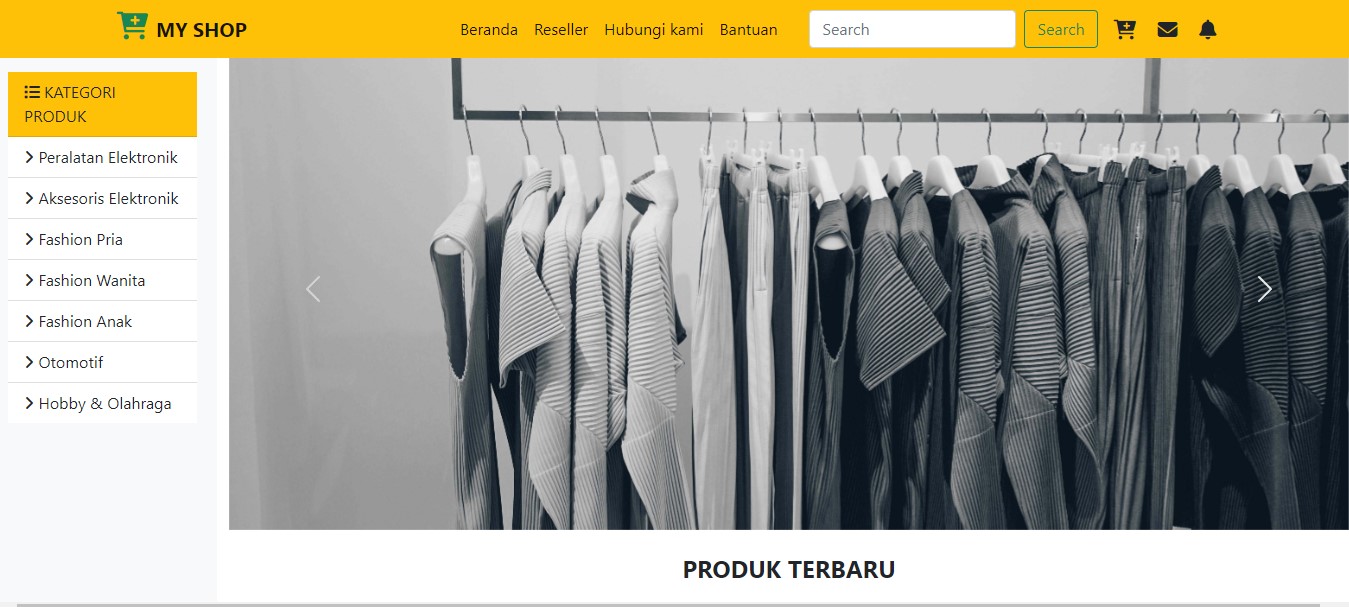 MY SHOP
Beranda Reseller Hubungi kami Bantuan Search Search
KATEGORI
PRODUK
Peralatan Elektronik
Aksesoris Elektronik
Fashion Pria
Fashion Wanita
Fashion Anak
Otomotif
Hobby & Olahraga
PRODUK TERBARU